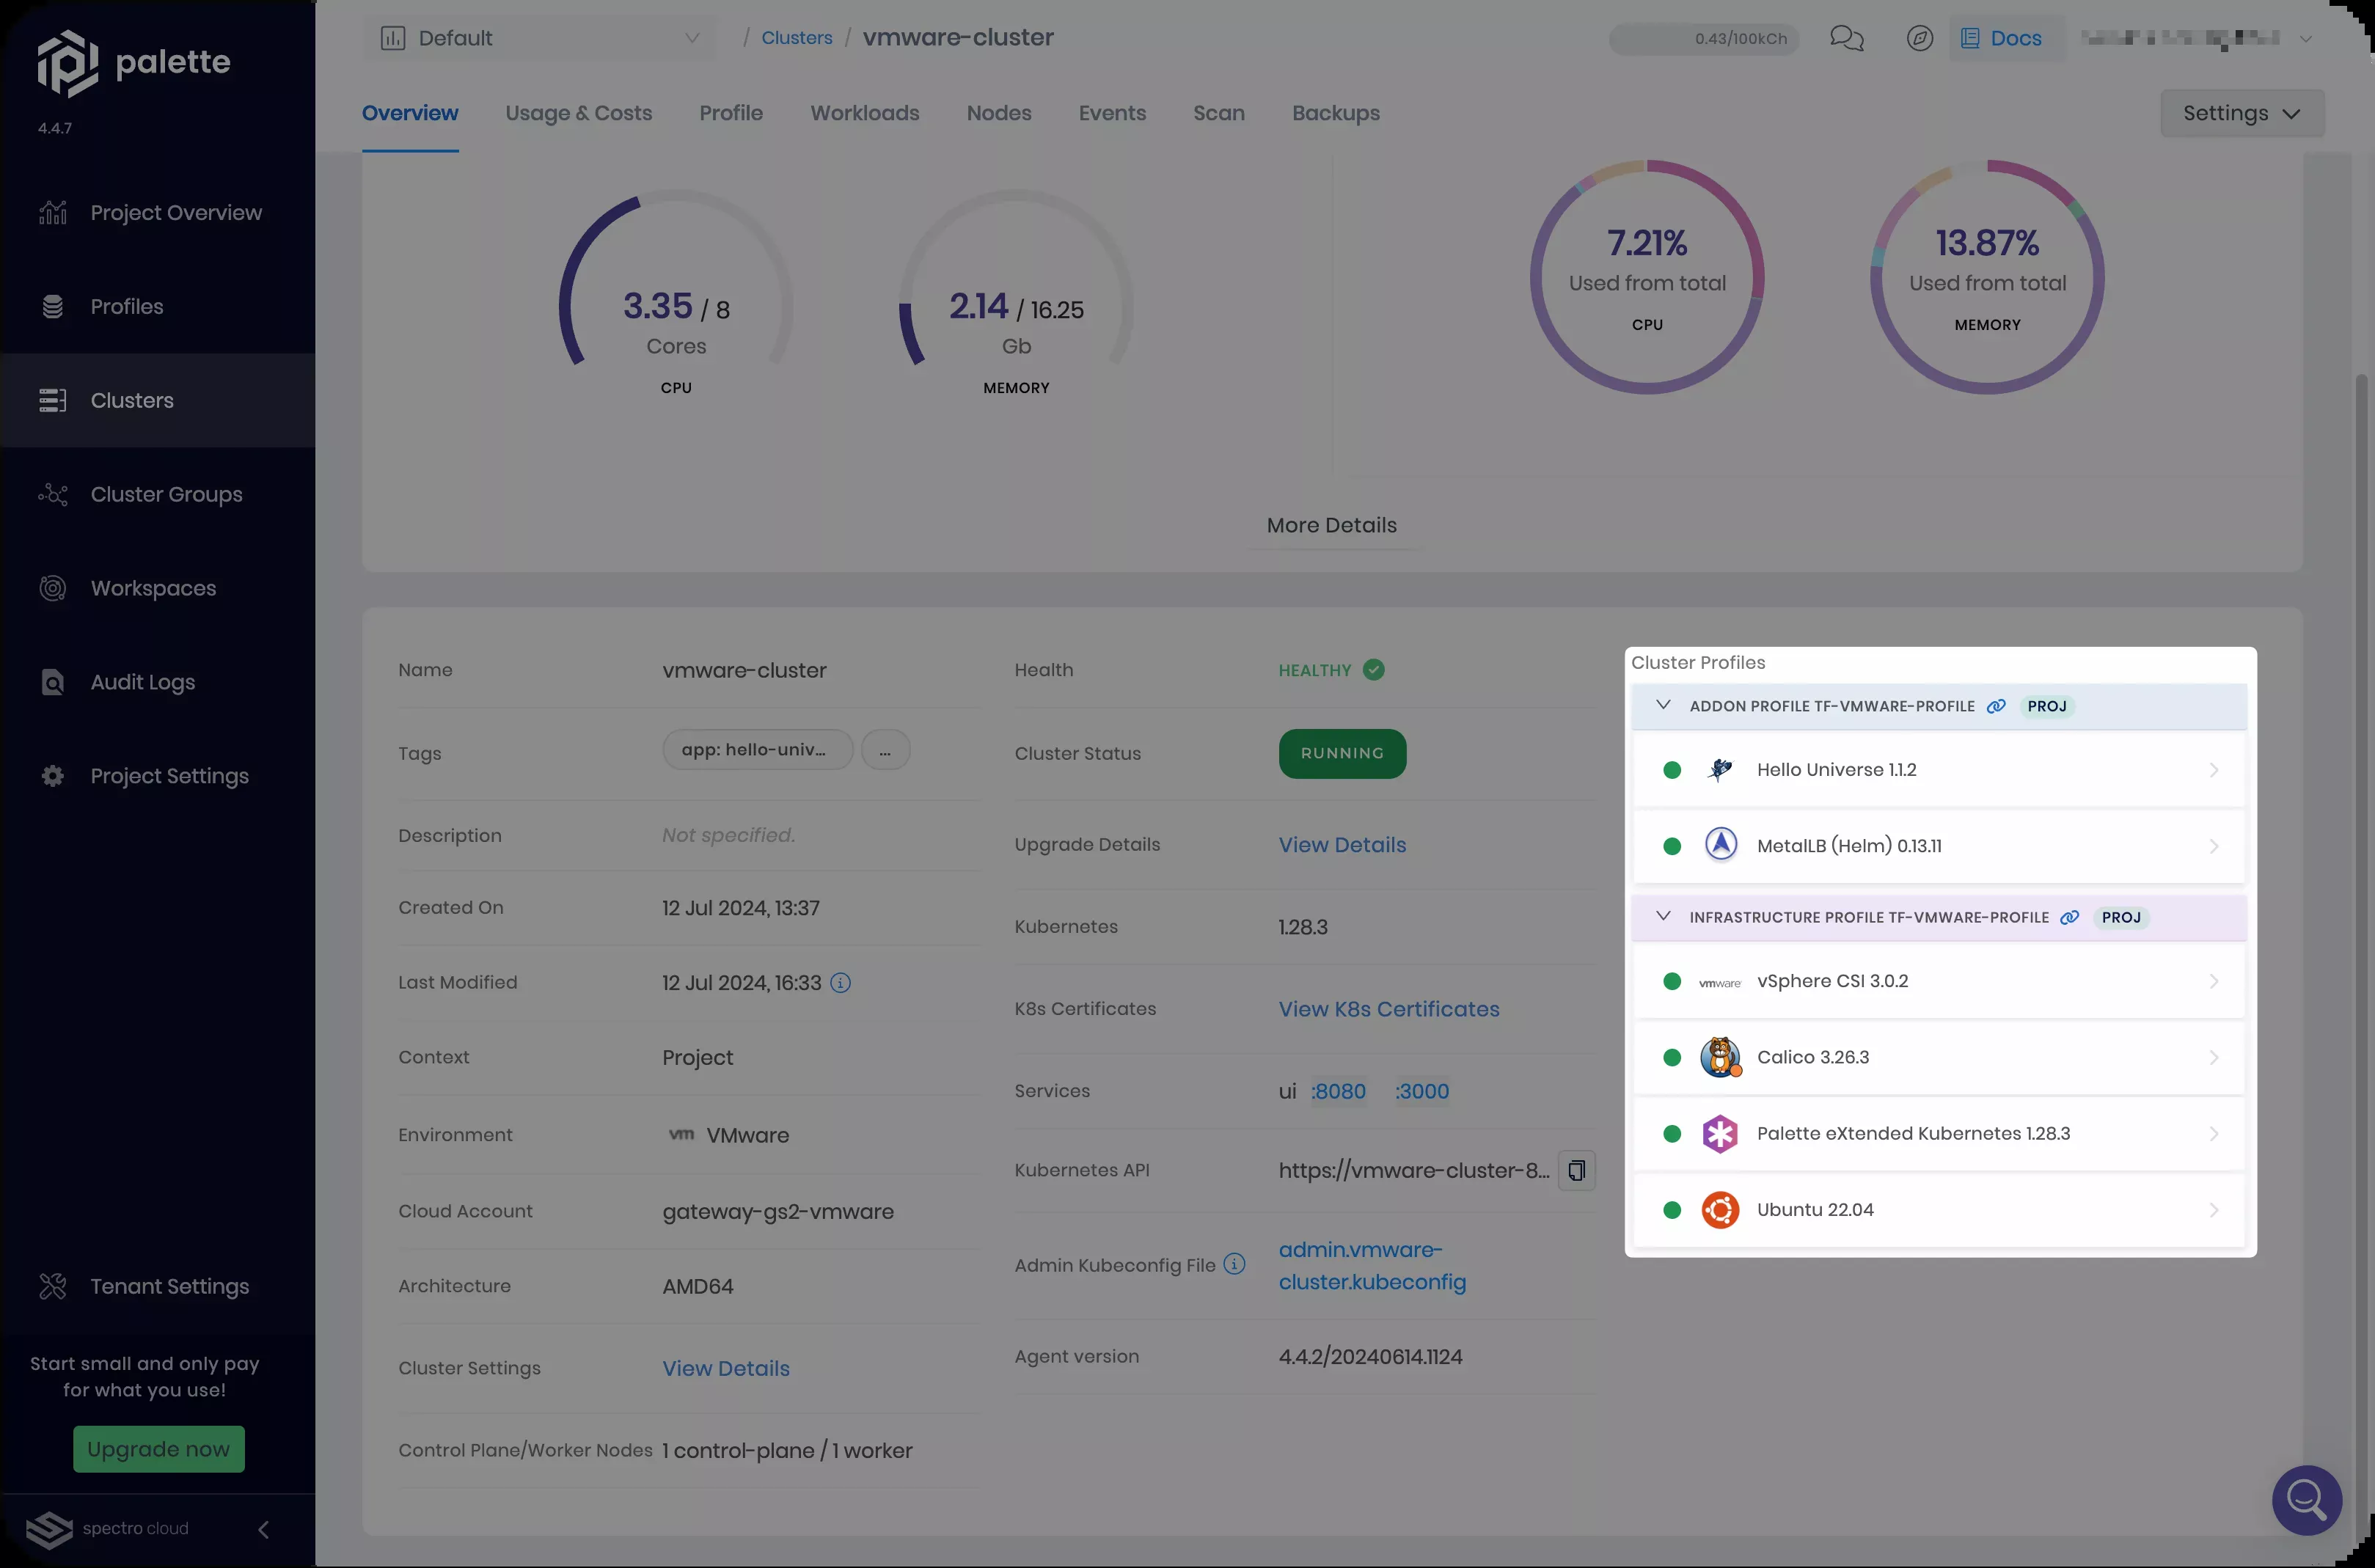 palette
4.4.7
Project Overview
Profiles
Clusters
Cluster Groups
Workspaces
Audit Logs
Project Settings
Tenant Settings
Start small and only pay
for what you use!
Upgrade now
spectro cloud
Default
/ Clusters / vmware-cluster
0.43/100kCh
Docs
Overview
Usage & Costs
Profile
Workloads
Nodes
Events
Scan
Backups
Settings
3.35 / 8
Cores
CPU
2.14 / 16.25
Gb
MEMORY
7.21%
Used from total
CPU
13.87%
Used from total
MEMORY
More Details
Name vmware-cluster
Tags app: hello-univ... ...
Description Not specified.
Created On 12 Jul 2024, 13:37
Last Modified 12 Jul 2024, 16:33
Context Project
Environment vm VMware
Cloud Account gateway-gs2-vmware
Architecture AMD64
Cluster Settings View Details
Control Plane/Worker Nodes 1 control-plane / 1 worker
Health HEALTHY
Cluster Status RUNNING
Upgrade Details View Details
Kubernetes 1.28.3
K8s Certificates View K8s Certificates
Services ui :8080 :3000
Kubernetes API https://vmware-cluster-8...
Admin Kubeconfig File admin.vmware-
cluster.kubeconfig
Agent version 4.4.2/20240614.1124
Cluster Profiles
ADDON PROFILE TF-VMWARE-PROFILE PROJ
Hello Universe 1.1.2
MetalLB (Helm) 0.13.11
INFRASTRUCTURE PROFILE TF-VMWARE-PROFILE PROJ
vmware vSphere CSI 3.0.2
Calico 3.26.3
Palette eXtended Kubernetes 1.28.3
Ubuntu 22.04